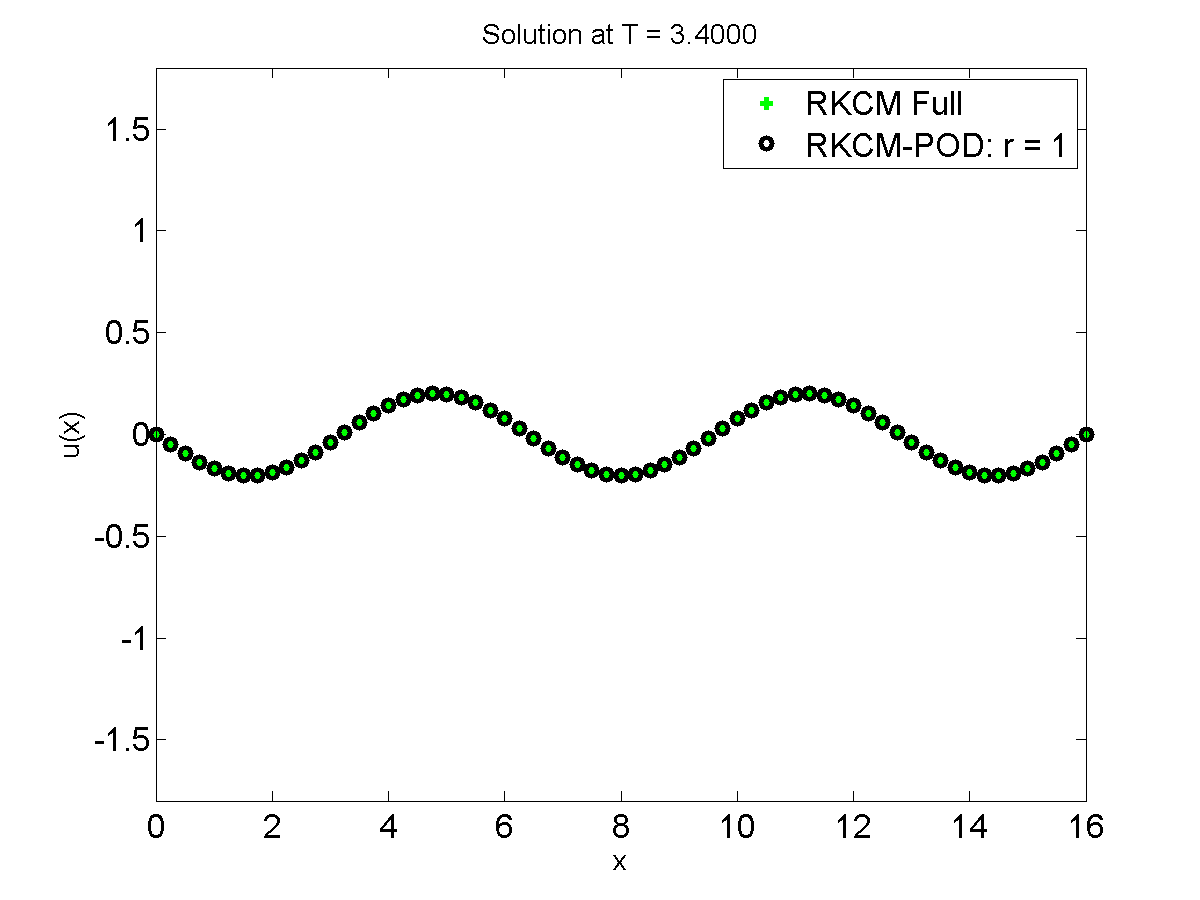 Solution at T = 3.4000
RKCM Full
RKCM-POD: r = 1
1.5
1
0.5
0
-0.5
-1
-1.5
u(x)
0 2 4 6 8 10 12 14 16
x